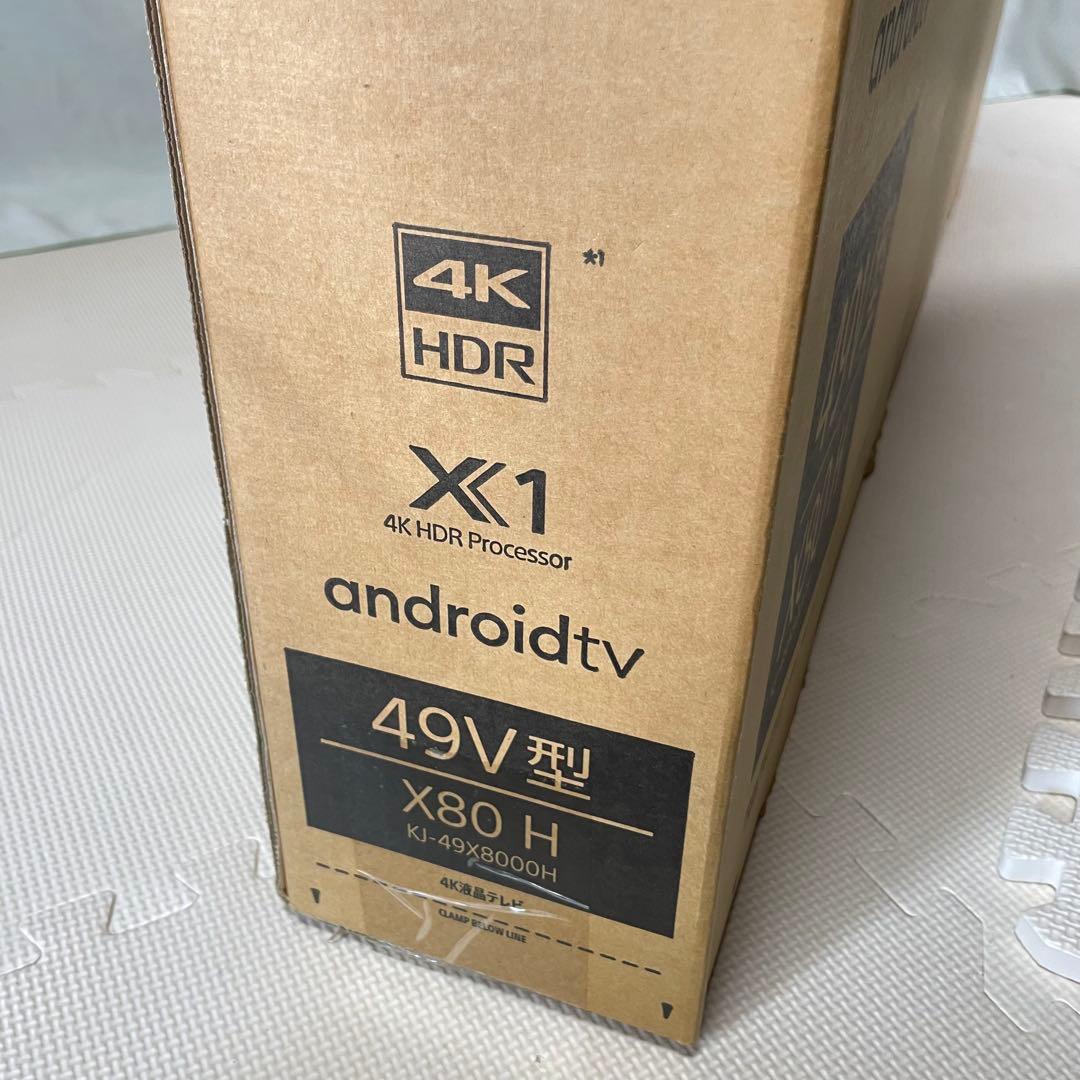 4K
HDR
*1
X1
4K HDR Processor
androidtv
49V型
X80 H
KJ-49X8000H
4K液晶テレビ
CLAMP BELOW LINE